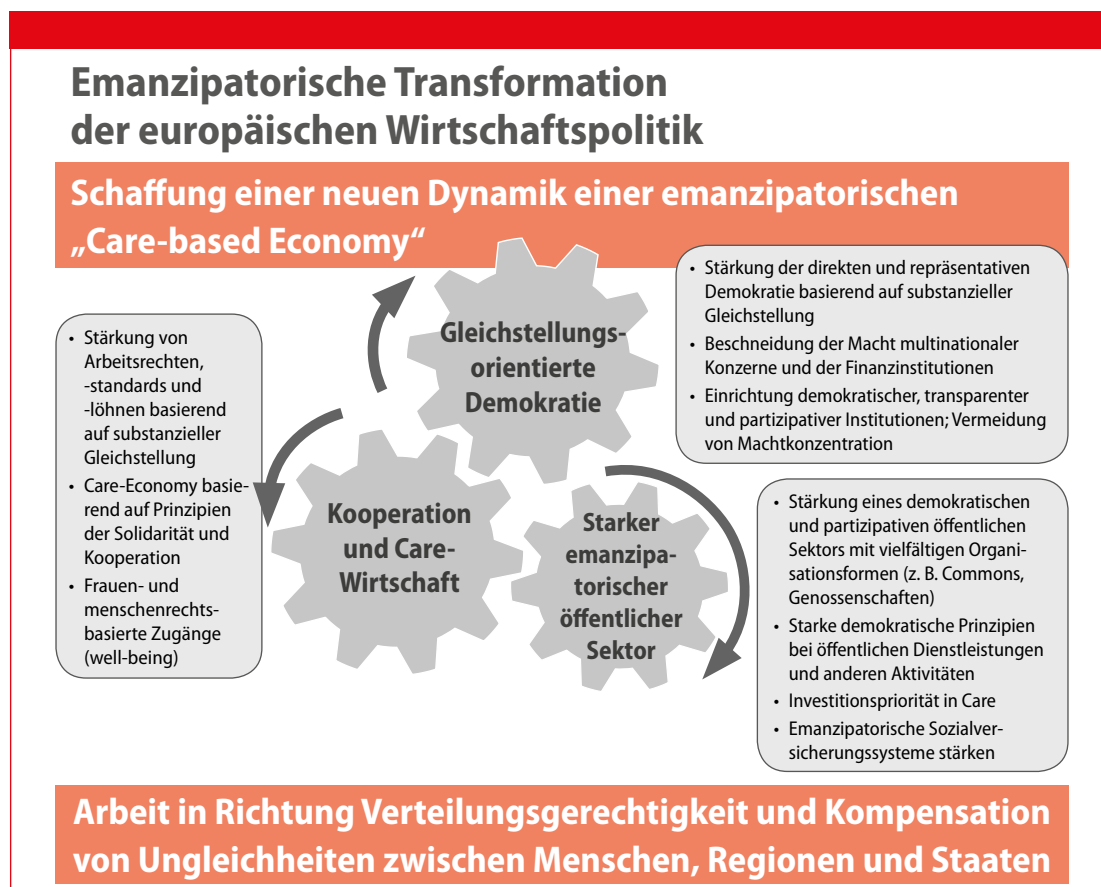 Emanzipatorische Transformation
der europäischen Wirtschaftspolitik
Schaffung einer neuen Dynamik einer emanzipatorischen
„Care-based Economy“
Gleichstellungs-
orientierte
Demokratie
• Stärkung der direkten und repräsentativen
Demokratie basierend auf substanzieller
Gleichstellung
• Beschneidung der Macht multinationaler
Konzerne und der Finanzinstitutionen
• Einrichtung demokratischer, transparenter
und partizipativer Institutionen; Vermeidung
von Machtkonzentration
• Stärkung von
Arbeitsrechten,
-standards und
-löhnen basierend
auf substanzieller
Gleichstellung
• Care-Economy basie-
rend auf Prinzipien
der Solidarität und
Kooperation
• Frauen- und
menschenrechts-
basierte Zugänge
(well-being)
Kooperation
und Care-
Wirtschaft
Starker
emanzipa-
torischer
öffentlicher
Sektor
• Stärkung eines demokratischen
und partizipativen öffentlichen
Sektors mit vielfältigen Organi-
sationsformen (z. B. Commons,
Genossenschaften)
• Starke demokratische Prinzipien
bei öffentlichen Dienstleistungen
und anderen Aktivitäten
• Investitionspriorität in Care
• Emanzipatorische Sozialver-
sicherungssysteme stärken
Arbeit in Richtung Verteilungsgerechtigkeit und Kompensation
von Ungleichheiten zwischen Menschen, Regionen und Staaten